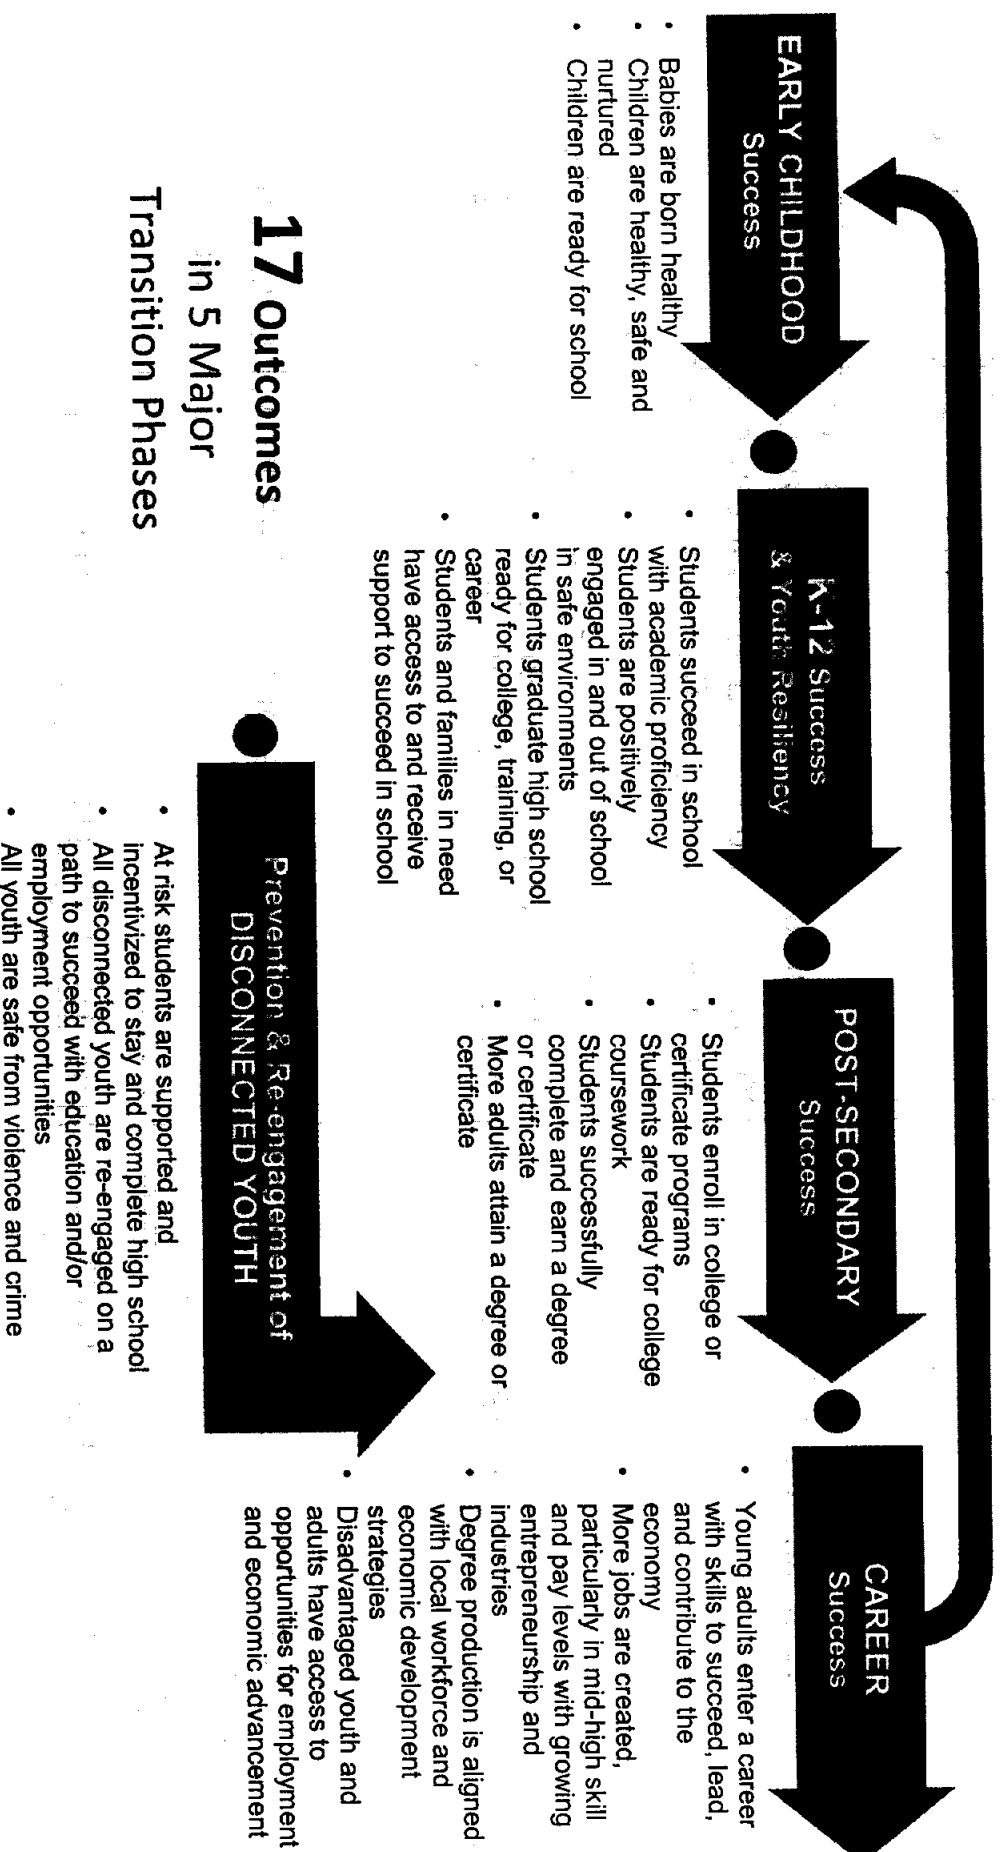 EARLY CHILDHOOD
Success
• Babies are born healthy
• Children are healthy, safe and
nurtured
• Children are ready for school
K-12 Success
& Youth Resiliency
• Students succeed in school
with academic proficiency
• Students are positively
engaged in and out of school
in safe environments
• Students graduate high school
ready for college, training, or
career
• Students and families in need
have access to and receive
support to succeed in school
POST-SECONDARY
Success
• Students enroll in college or
certificate programs
• Students are ready for college
coursework
• Students successfully
complete and earn a degree
or certificate
• More adults attain a degree or
certificate
CAREER
Success
• Young adults enter a career
with skills to succeed, lead,
and contribute to the
economy
• More jobs are created,
particularly in mid-high skill
and pay levels with growing
entrepreneurship and
industries
• Degree production is aligned
with local workforce and
economic development
strategies
• Disadvantaged youth and
adults have access to
opportunities for employment
and economic advancement
17 Outcomes
in 5 Major
Transition Phases
Prevention & Re-engagement of
DISCONNECTED YOUTH
• At risk students are supported and
incentivized to stay and complete high school
• All disconnected youth are re-engaged on a
path to succeed with education and/or
employment opportunities
• All youth are safe from violence and crime